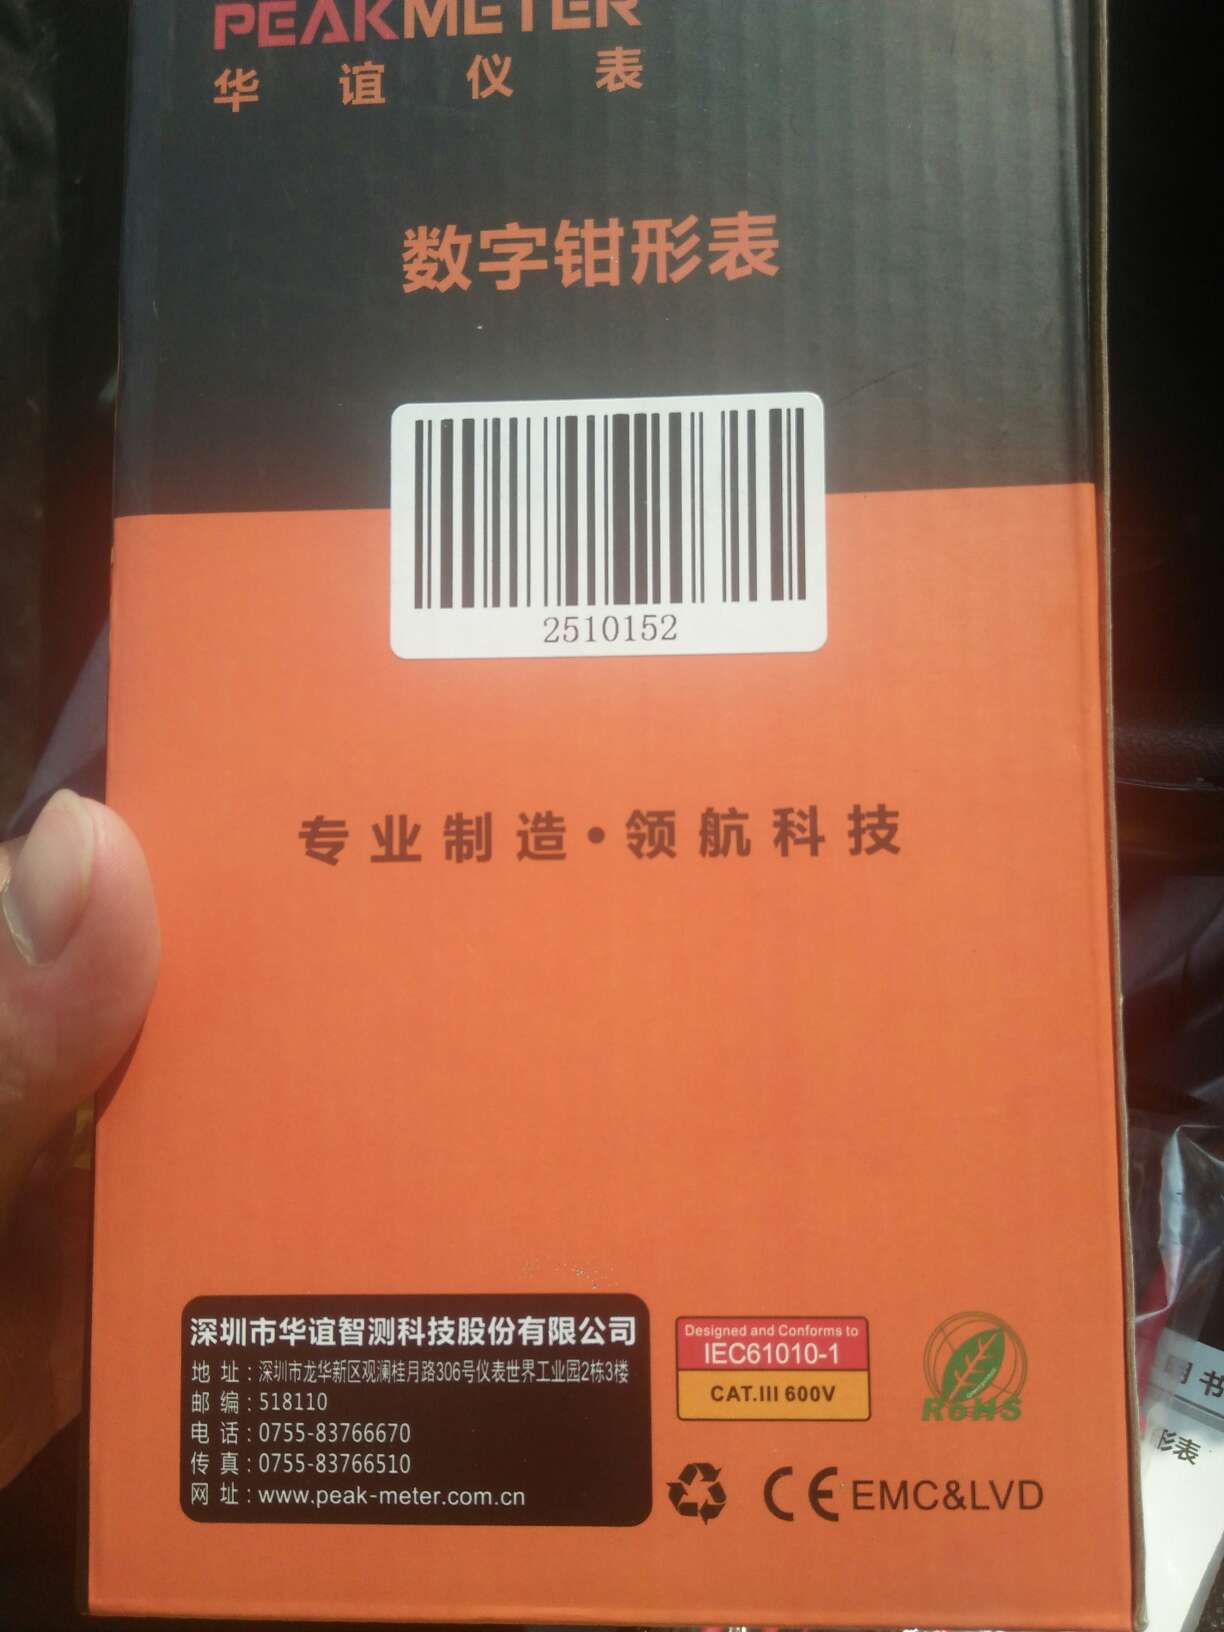 PEAKMETER
华谊仪表
数字钳形表
2510152
专业制造·领航科技
深圳市华谊智测科技股份有限公司
地 址：深圳市龙华新区观澜桂月路306号仪表世界工业园2栋3楼
邮 编：518110
电 话：0755-83766670
传 真：0755-83766510
网 址：www.peak-meter.com.cn
Designed and Conforms to
IEC61010-1
CAT.III 600V
RoHS
CE EMC&LVD
书
形表